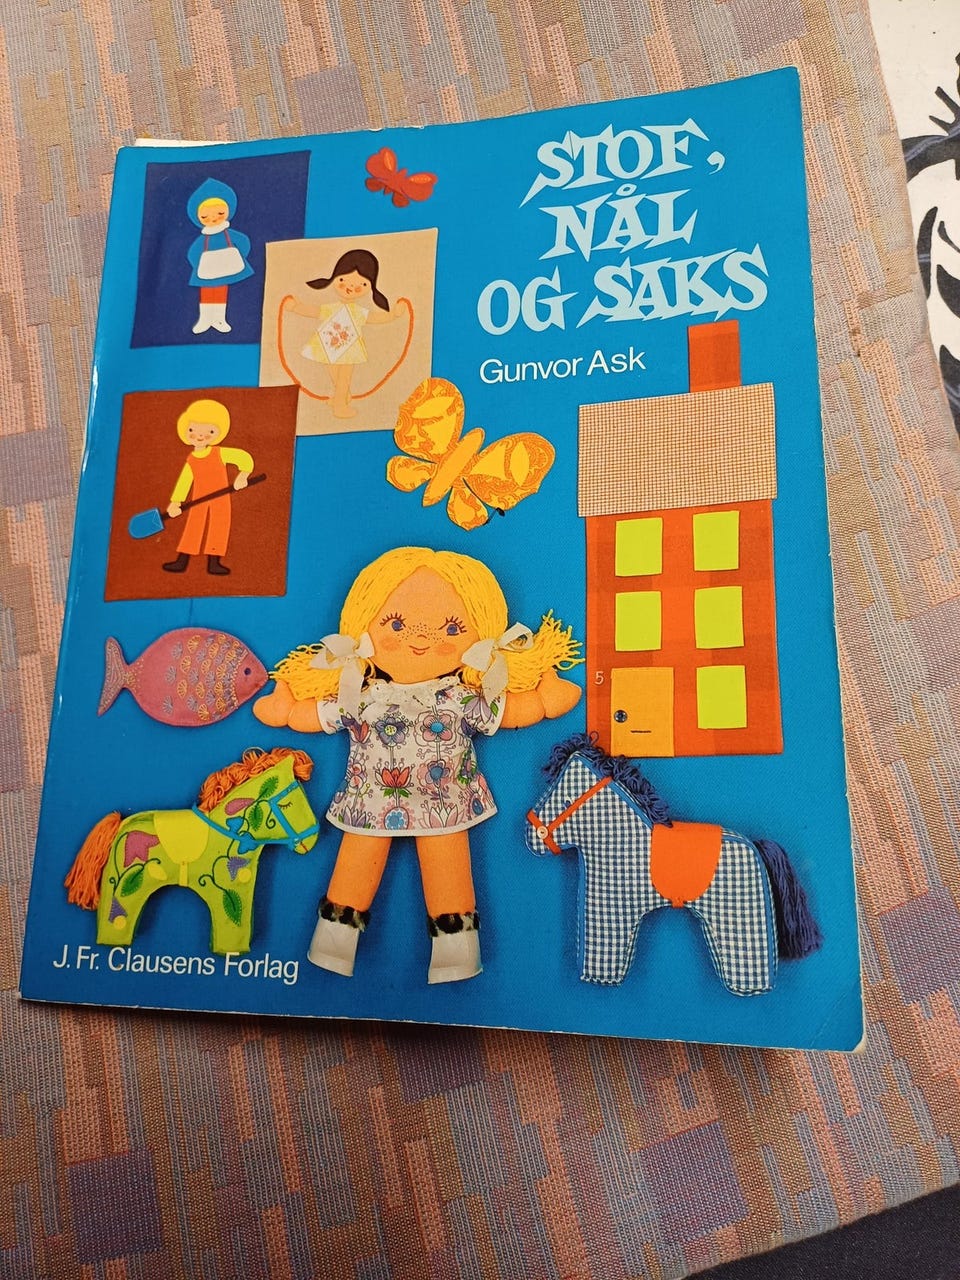 STOF,
NÅL
OG SAKS
Gunvor Ask
5
J. Fr. Clausens Forlag